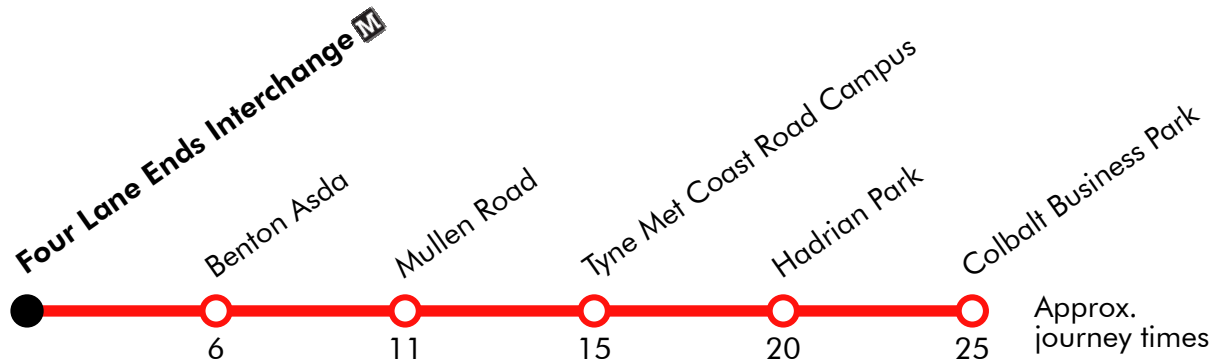 Four Lane Ends Interchange M
Benton Asda
Mullen Road
Tyne Met Coast Road Campus
Hadrian Park
Colbalt Business Park
6
11
15
20
25
Approx.
journey times